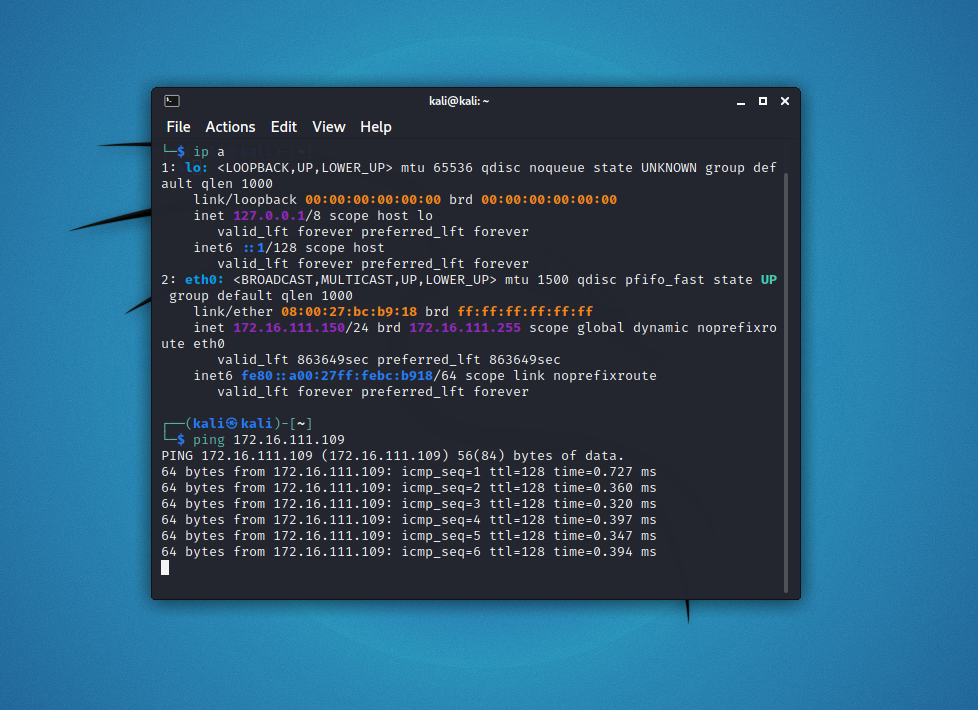 kali@kali: ~
File Actions Edit View Help
└─$ ip a
1: lo: <LOOPBACK,UP,LOWER_UP> mtu 65536 qdisc noqueue state UNKNOWN group def
ault qlen 1000
    link/loopback 00:00:00:00:00:00 brd 00:00:00:00:00:00
    inet 127.0.0.1/8 scope host lo
       valid_lft forever preferred_lft forever
    inet6 ::1/128 scope host
       valid_lft forever preferred_lft forever
2: eth0: <BROADCAST,MULTICAST,UP,LOWER_UP> mtu 1500 qdisc pfifo_fast state UP
 group default qlen 1000
    link/ether 08:00:27:bc:b9:18 brd ff:ff:ff:ff:ff:ff
    inet 172.16.111.150/24 brd 172.16.111.255 scope global dynamic noprefixro
ute eth0
       valid_lft 863649sec preferred_lft 863649sec
    inet6 fe80::a00:27ff:febc:b918/64 scope link noprefixroute
       valid_lft forever preferred_lft forever
┌──(kali㉿kali)-[~]
└─$ ping 172.16.111.109
PING 172.16.111.109 (172.16.111.109) 56(84) bytes of data.
64 bytes from 172.16.111.109: icmp_seq=1 ttl=128 time=0.727 ms
64 bytes from 172.16.111.109: icmp_seq=2 ttl=128 time=0.360 ms
64 bytes from 172.16.111.109: icmp_seq=3 ttl=128 time=0.320 ms
64 bytes from 172.16.111.109: icmp_seq=4 ttl=128 time=0.397 ms
64 bytes from 172.16.111.109: icmp_seq=5 ttl=128 time=0.347 ms
64 bytes from 172.16.111.109: icmp_seq=6 ttl=128 time=0.394 ms